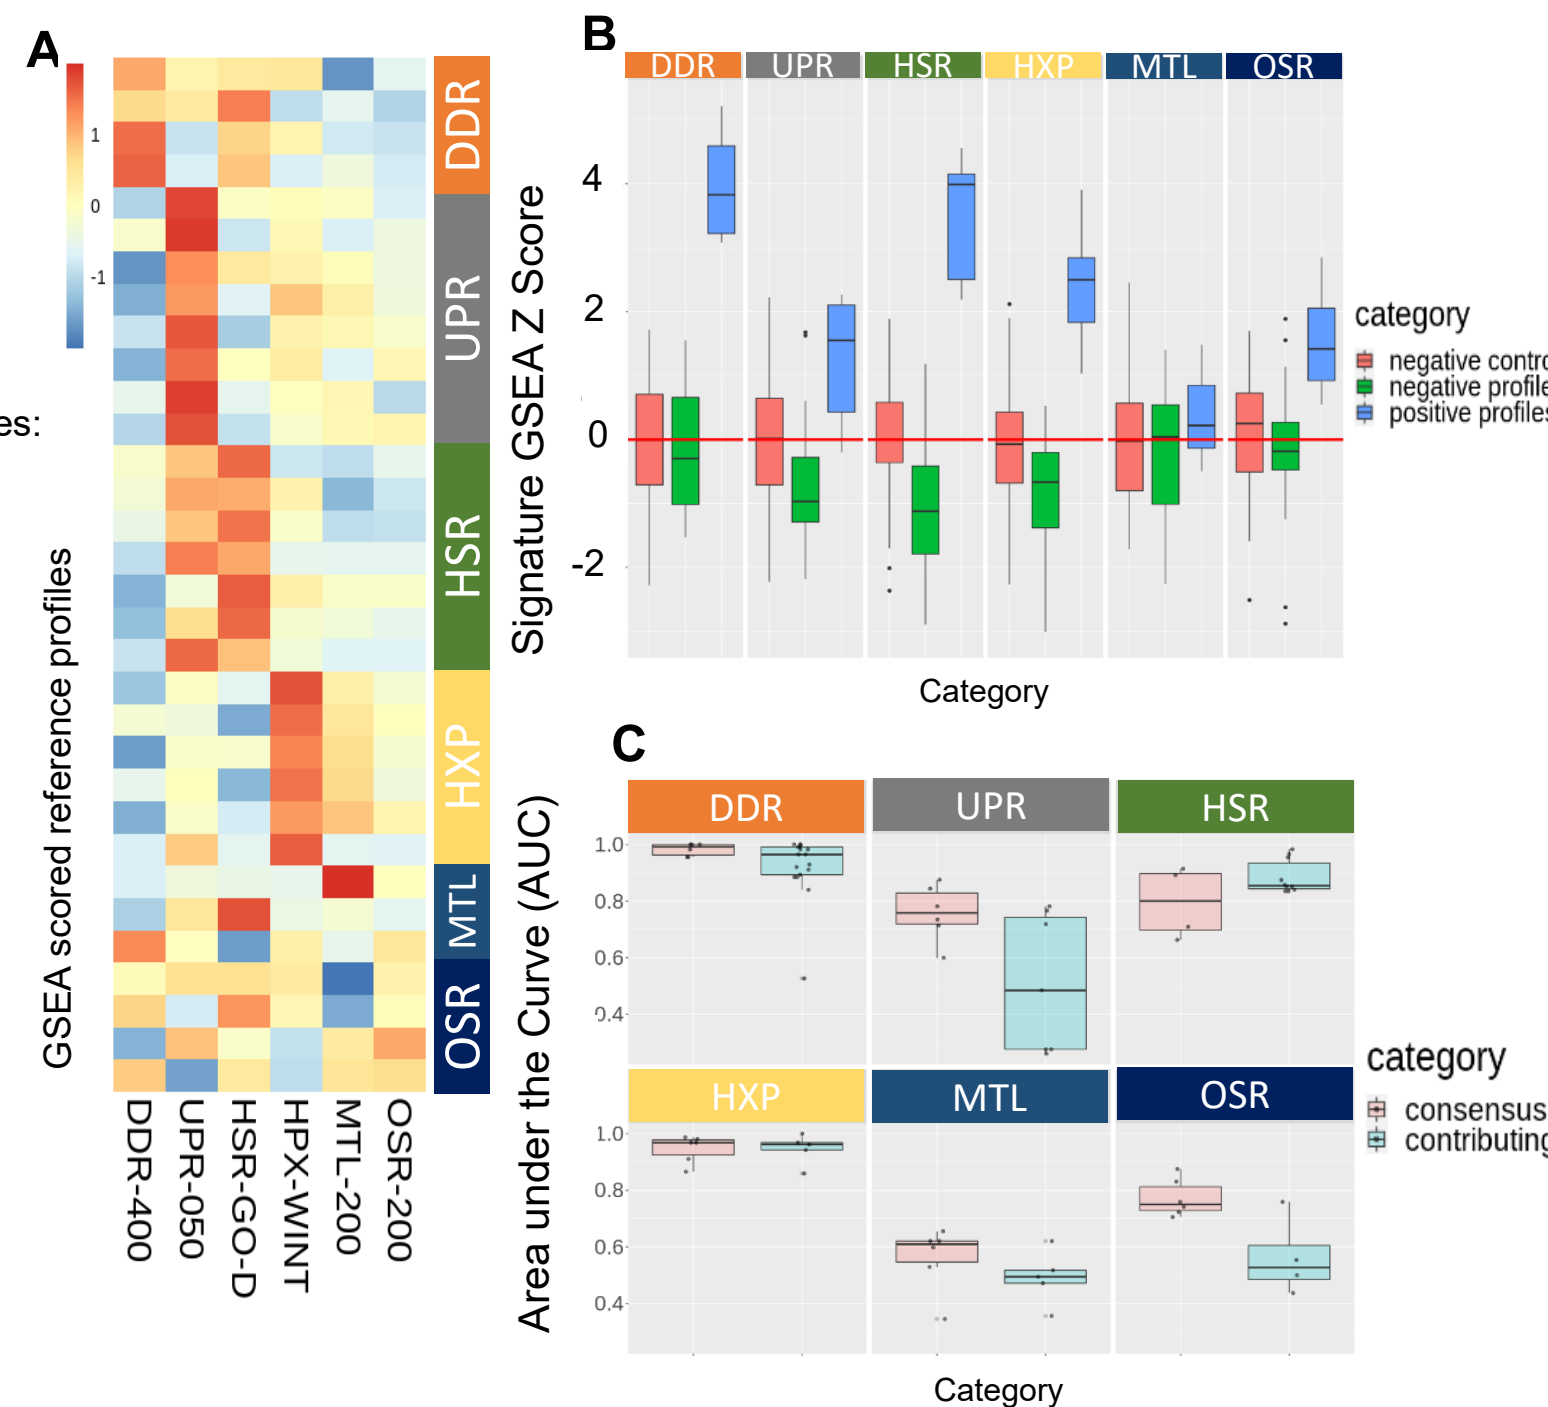 A
1
0
-1
es:
GSEA scored reference profiles
DDR
UPR
HSR
HXP
MTL
OSR
DDR-400
UPR-050
HSR-GO-D
HPX-WINT
MTL-200
OSR-200
B
DDR
UPR
HSR
HXP
MTL
OSR
Signature GSEA Z Score
4
2
0
-2
Category
category
negative contro
negative profile
positive profiles
C
Area under the Curve (AUC)
DDR
UPR
HSR
1.0
0.8
0.6
0.4
HXP
MTL
OSR
1.0
0.8
0.6
0.4
Category
category
consensus
contributing